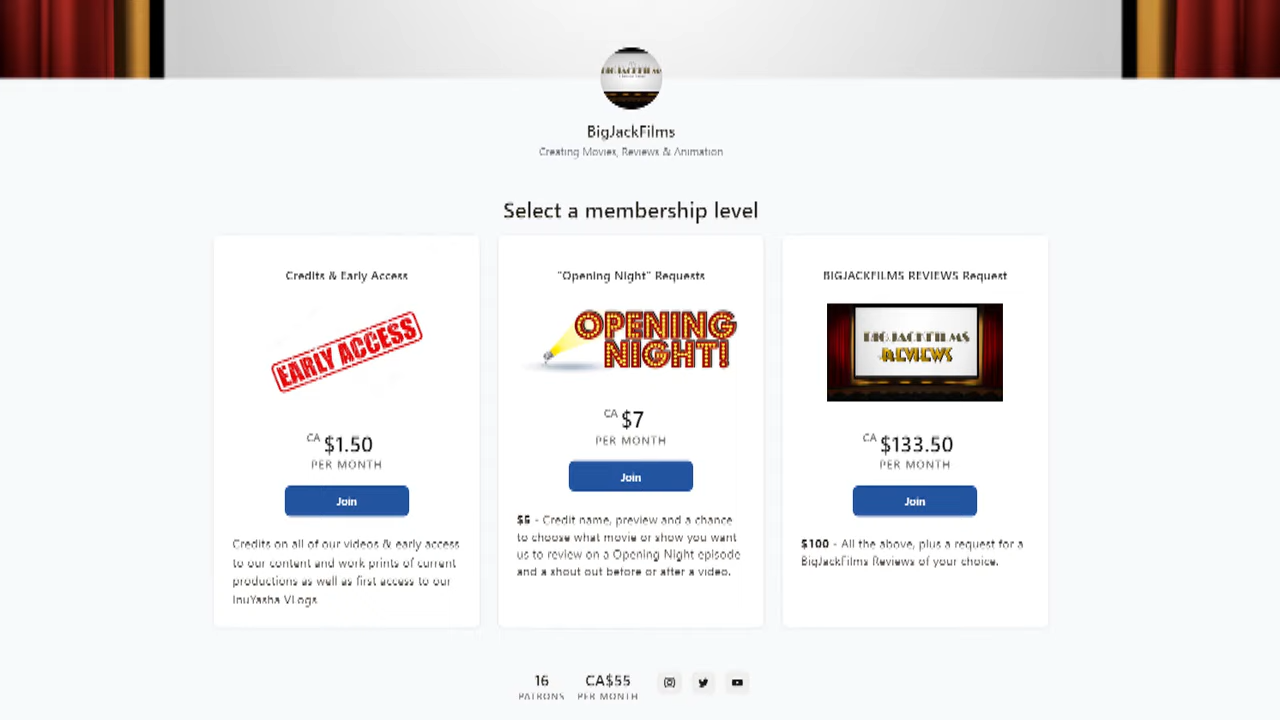 BIGJACKFILMS
BigJackFilms
Creating Movies, Reviews & Animation
Select a membership level
Credits & Early Access
EARLY ACCESS
CA $1.50
PER MONTH
Join
Credits on all of our videos & early access
to our content and work prints of current
productions as well as first access to our
InuYasha VLogs
"Opening Night" Requests
OPENING
NIGHT!
CA $7
PER MONTH
Join
$5 - Credit name, preview and a chance
to choose what movie or show you want
us to review on a Opening Night episode
and a shout out before or after a video.
BIGJACKFILMS REVIEWS Request
BIGJACKFILMS
REVIEWS
CA $133.50
PER MONTH
Join
$100 - All the above, plus a request for a
BigJackFilms Reviews of your choice.
16
PATRONS
CA$55
PER MONTH